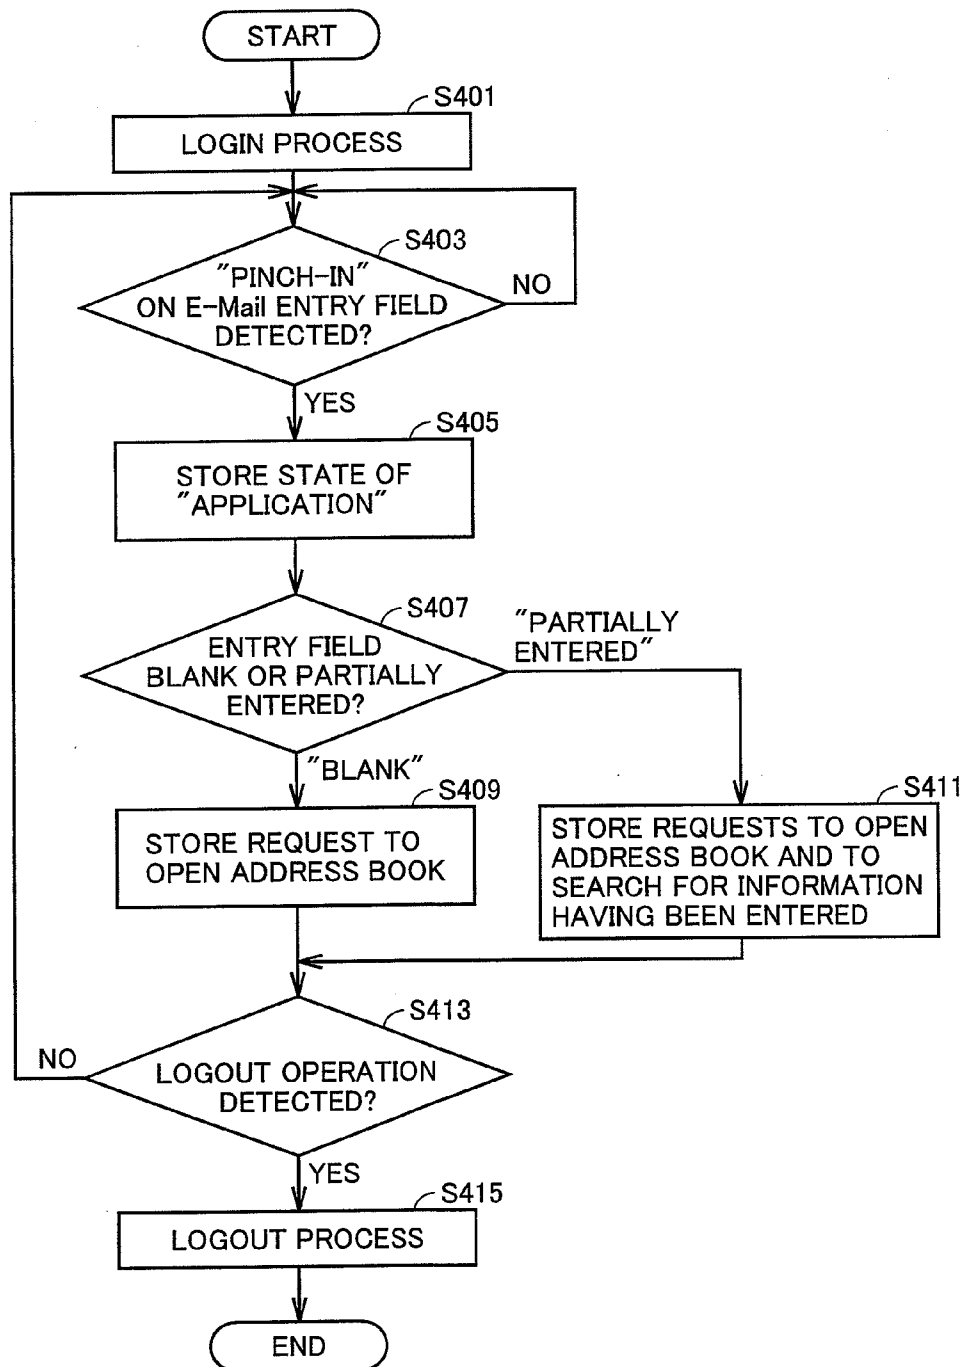 START
S401
LOGIN PROCESS
S403
"PINCH-IN"
ON E-Mail ENTRY FIELD
DETECTED?
NO
YES
S405
STORE STATE OF
"APPLICATION"
S407
ENTRY FIELD
BLANK OR PARTIALLY
ENTERED?
"PARTIALLY
ENTERED"
"BLANK"
S409
STORE REQUEST TO
OPEN ADDRESS BOOK
S411
STORE REQUESTS TO OPEN
ADDRESS BOOK AND TO
SEARCH FOR INFORMATION
HAVING BEEN ENTERED
S413
NO
LOGOUT OPERATION
DETECTED?
YES
S415
LOGOUT PROCESS
END